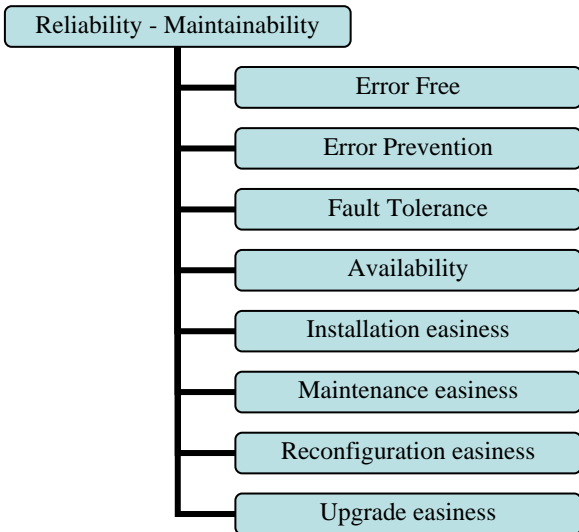 Reliability - Maintainability
Error Free
Error Prevention
Fault Tolerance
Availability
Installation easiness
Maintenance easiness
Reconfiguration easiness
Upgrade easiness